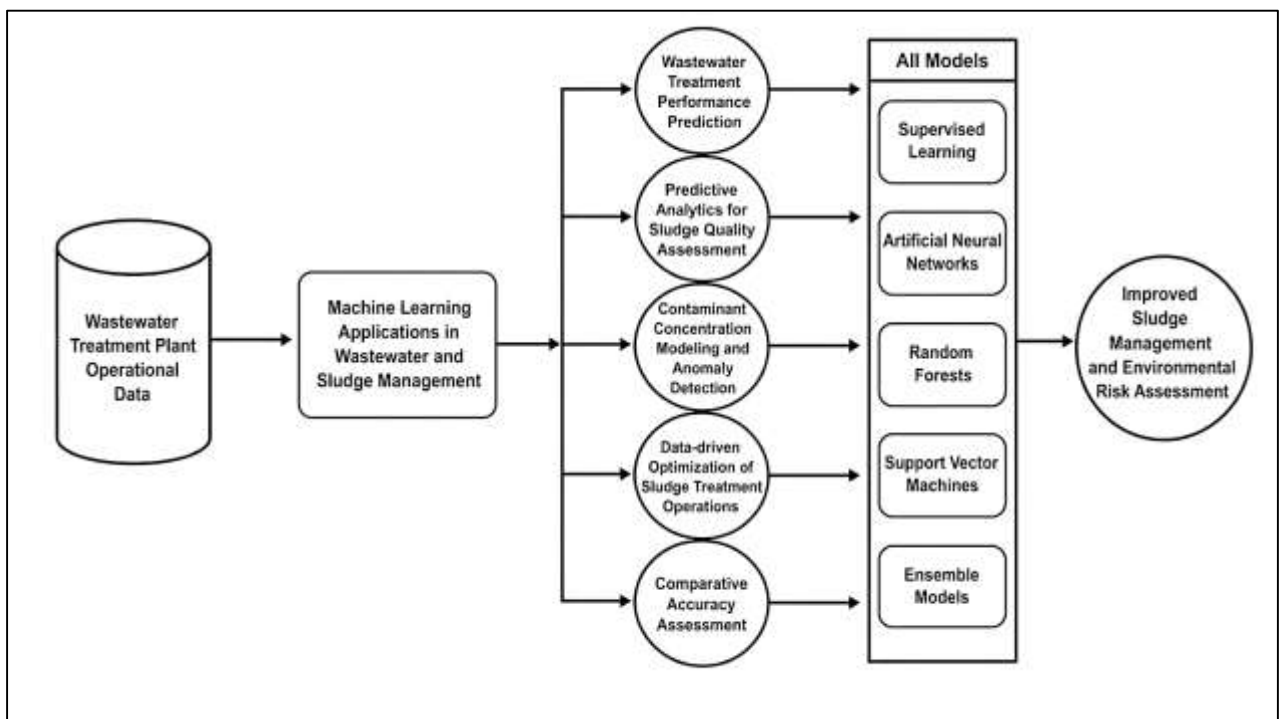 Wastewater
Treatment Plant
Operational
Data
Machine Learning
Applications in
Wastewater and
Sludge Management
Wastewater
Treatment
Performance
Prediction
Predictive
Analytics for
Sludge Quality
Assessment
Contaminant
Concentration
Modeling and
Anomaly
Detection
Data-driven
Optimization of
Sludge Treatment
Operations
Comparative
Accuracy
Assessment
All Models
Supervised
Learning
Artificial Neural
Networks
Random
Forests
Support Vector
Machines
Ensemble
Models
Improved
Sludge
Management
and Environmental
Risk Assessment